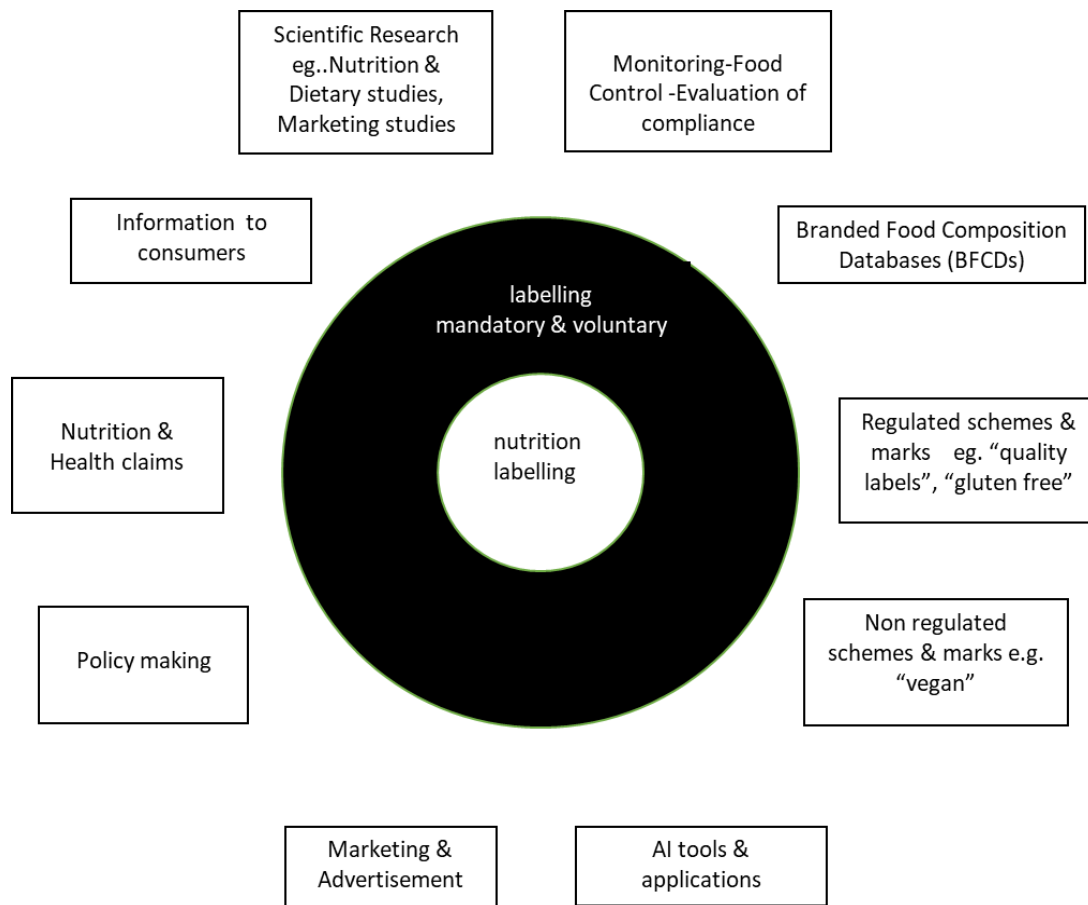 Scientific Research
eg..Nutrition &
Dietary studies,
Marketing studies
Monitoring-Food
Control -Evaluation of
compliance
Information to
consumers
Branded Food Composition
Databases (BFCDs)
labelling
mandatory & voluntary
nutrition
labelling
Nutrition &
Health claims
Regulated schemes &
marks eg. “quality
labels”, “gluten free”
Policy making
Non regulated
schemes & marks e.g.
“vegan”
Marketing &
Advertisement
AI tools &
applications